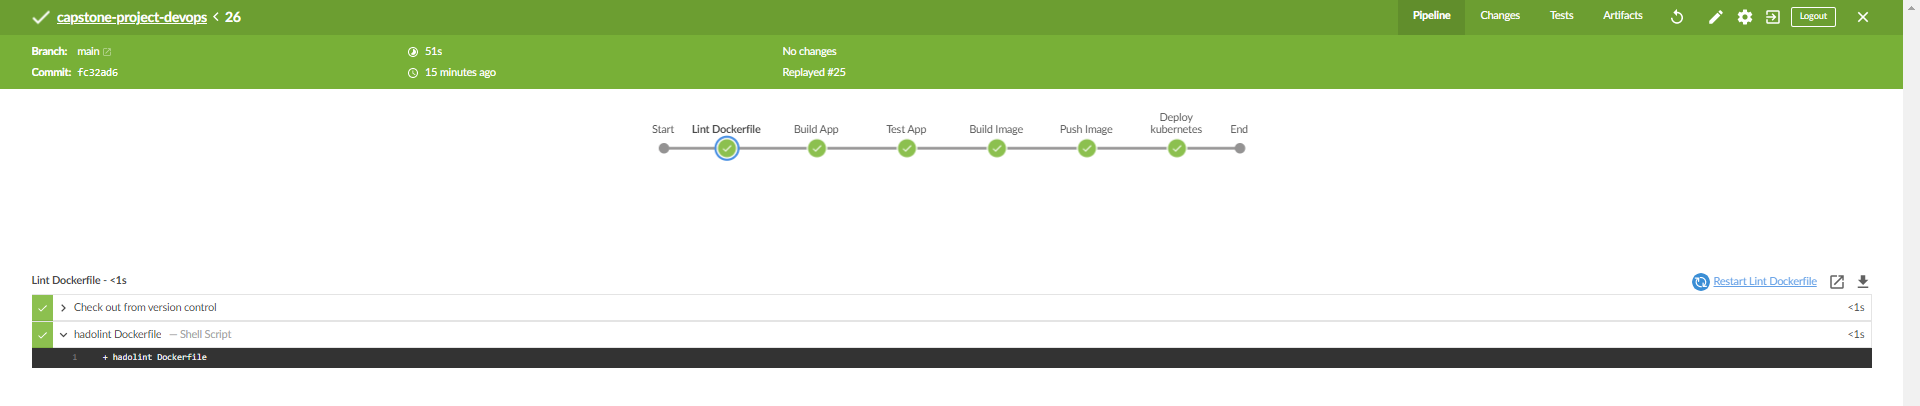 capstone-project-devops < 26
Pipeline Changes Tests Artifacts Logout
Branch: main 51s No changes
Commit: fc32ad6 15 minutes ago Replayed #25
Start Lint Dockerfile Build App Test App Build Image Push Image Deploy kubernetes End
Lint Dockerfile - <1s Restart Lint Dockerfile
Check out from version control <1s
hadolint Dockerfile — Shell Script <1s
1 + hadolint Dockerfile